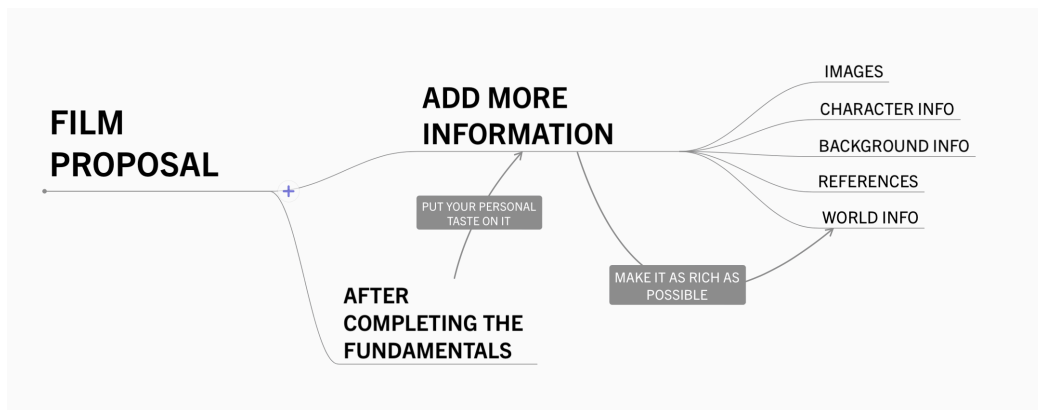 FILM
PROPOSAL
ADD MORE
INFORMATION
IMAGES
CHARACTER INFO
BACKGROUND INFO
REFERENCES
WORLD INFO
PUT YOUR PERSONAL
TASTE ON IT
MAKE IT AS RICH AS
POSSIBLE
AFTER
COMPLETING THE
FUNDAMENTALS